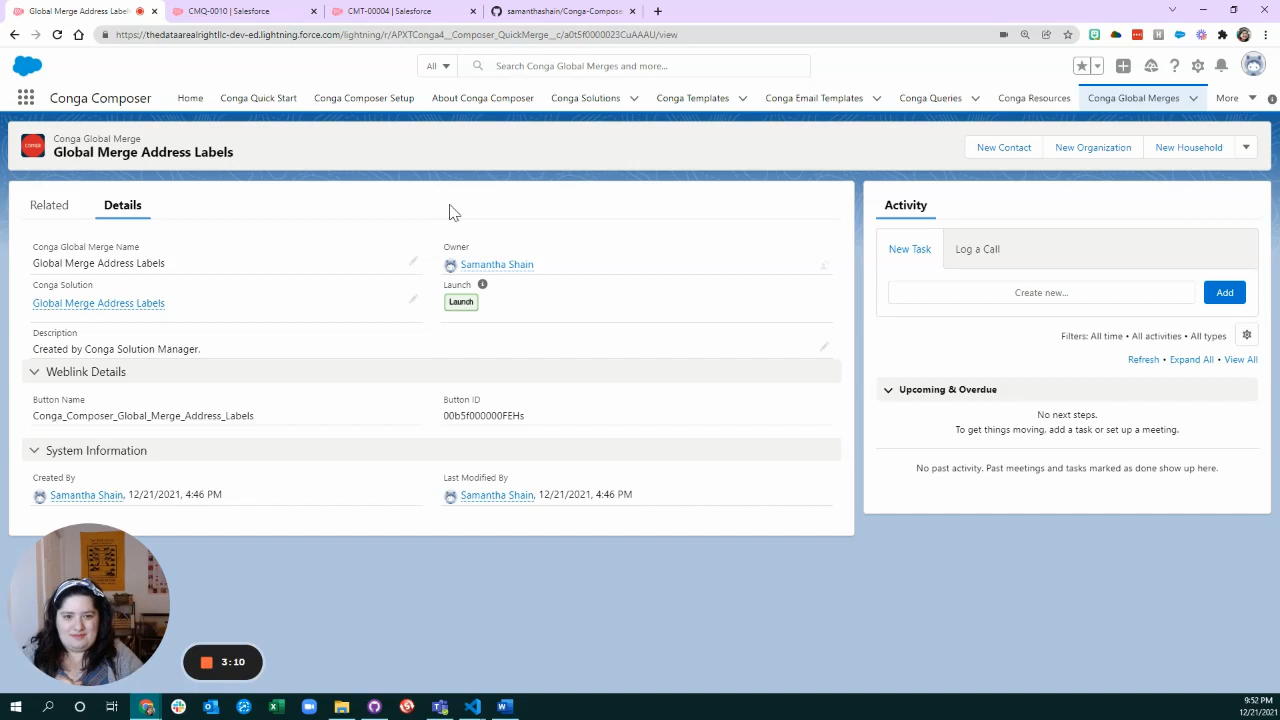 Global Merge Address Labels
CMQ-0010 | Salesforce
CMT-00004 | Salesforce
samanthashain/Conga-Compose
https://thedataarealrightllc-dev-ed.lightning.force.com/lightning/r/APXTConga4__Composer_QuickMerge__c/a0t5f0000023CuAAAU/view
All
Search Conga Global Merges and more...
Conga Composer
Home
Conga Quick Start
Conga Composer Setup
About Conga Composer
Conga Solutions
Conga Templates
Conga Email Templates
Conga Queries
Conga Resources
Conga Global Merges
More
CONGA
Conga Global Merge
Global Merge Address Labels
New Contact
New Organization
New Household
Related
Details
Conga Global Merge Name
Global Merge Address Labels
Owner
Samantha Shain
Conga Solution
Global Merge Address Labels
Launch
Launch
Description
Created by Conga Solution Manager.
Weblink Details
Button Name
Conga_Composer_Global_Merge_Address_Labels
Button ID
00b5f000000FEHs
System Information
Created By
Samantha Shain, 12/21/2021, 4:46 PM
Last Modified By
Samantha Shain, 12/21/2021, 4:46 PM
Activity
New Task
Log a Call
Create new...
Add
Filters: All time • All activities • All types
Refresh • Expand All • View All
Upcoming & Overdue
No next steps.
To get things moving, add a task or set up a meeting.
No past activity. Past meetings and tasks marked as done show up here.
3:10
9:52 PM
12/21/2021